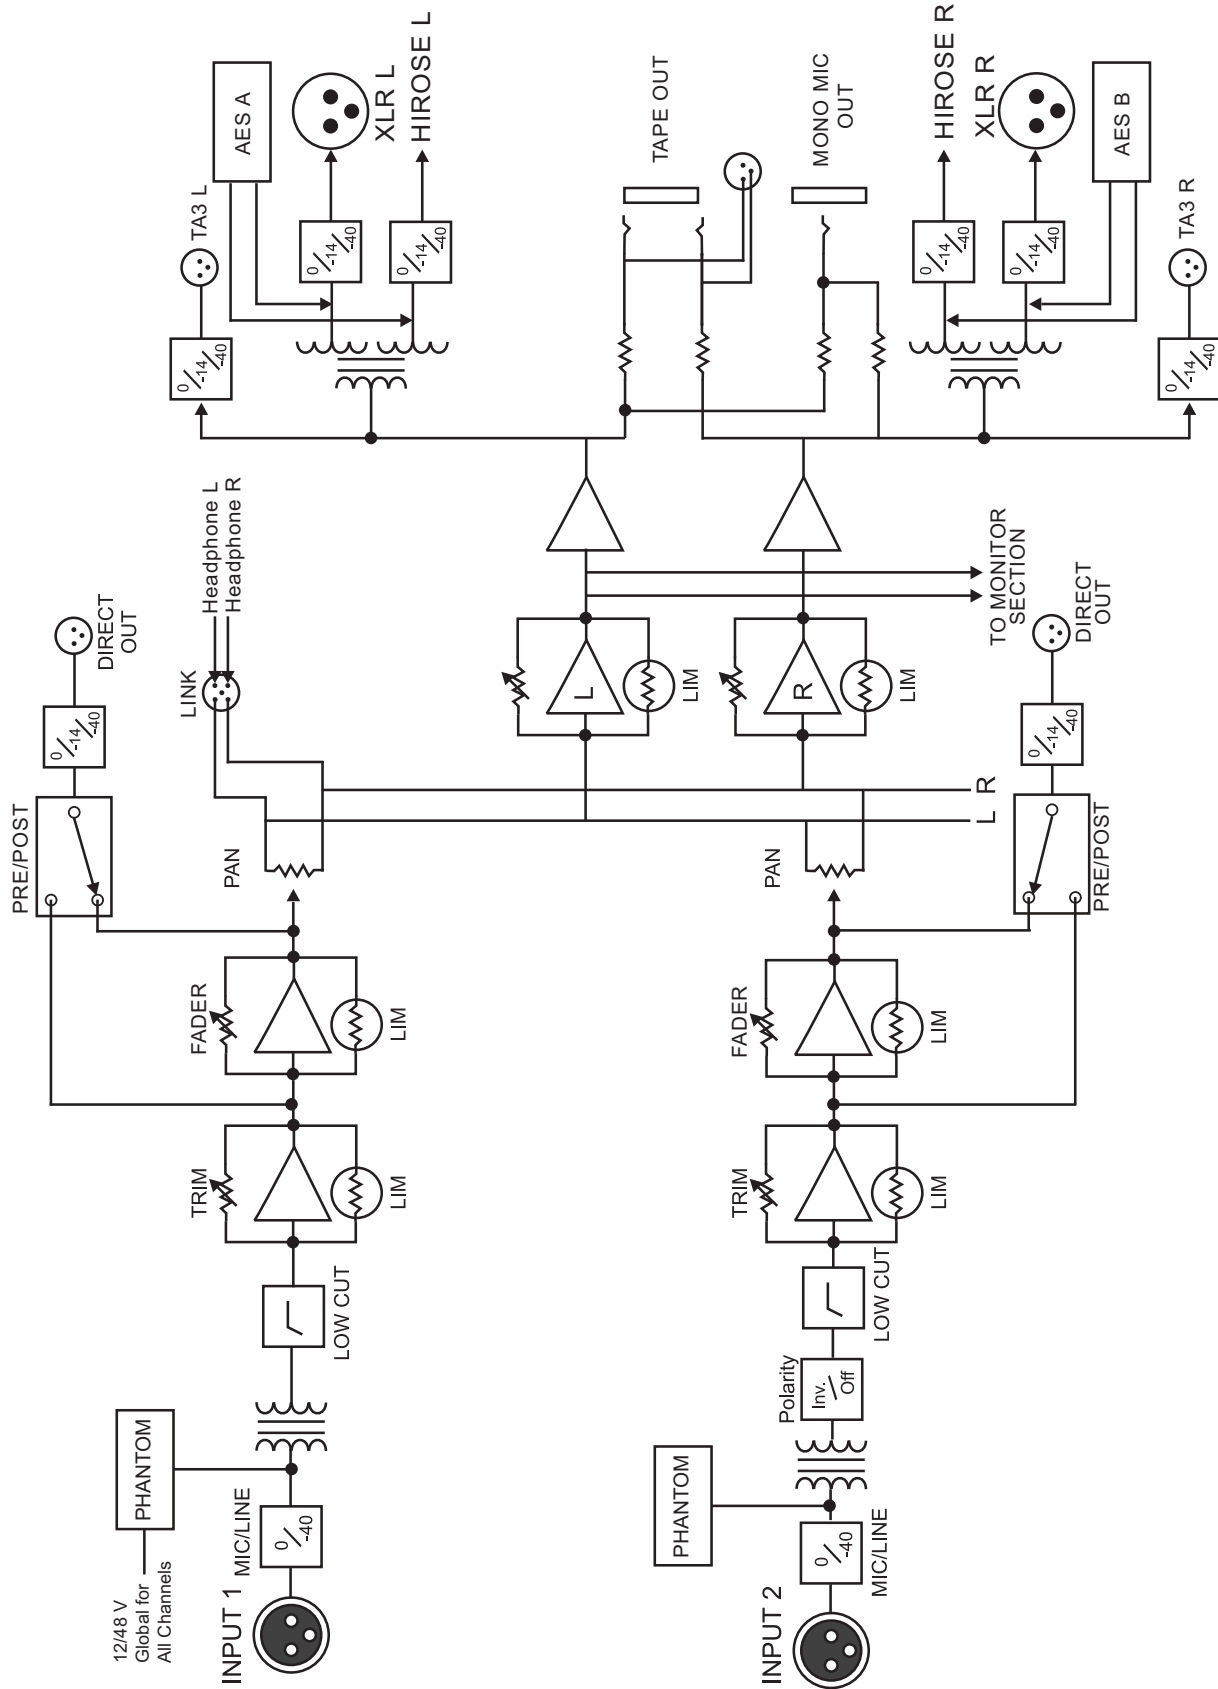 12/48 V
Global for
All Channels
PHANTOM
INPUT 1
MIC/LINE
0/-40
LOW CUT
TRIM
LIM
FADER
LIM
PRE/POST
0/-14/-40
DIRECT
OUT
PAN
LINK
Headphone L
Headphone R
PHANTOM
INPUT 2
MIC/LINE
0/-40
Polarity
Inv./Off
LOW CUT
TRIM
LIM
FADER
LIM
PAN
PRE/POST
0/-14/-40
DIRECT
OUT
L
R
L
LIM
R
LIM
TO MONITOR
SECTION
0/-14/-40
TA3 L
AES A
0/-14/-40
XLR L
0/-14/-40
HIROSE L
TAPE OUT
MONO MIC
OUT
0/-14/-40
HIROSE R
0/-14/-40
XLR R
AES B
0/-14/-40
TA3 R